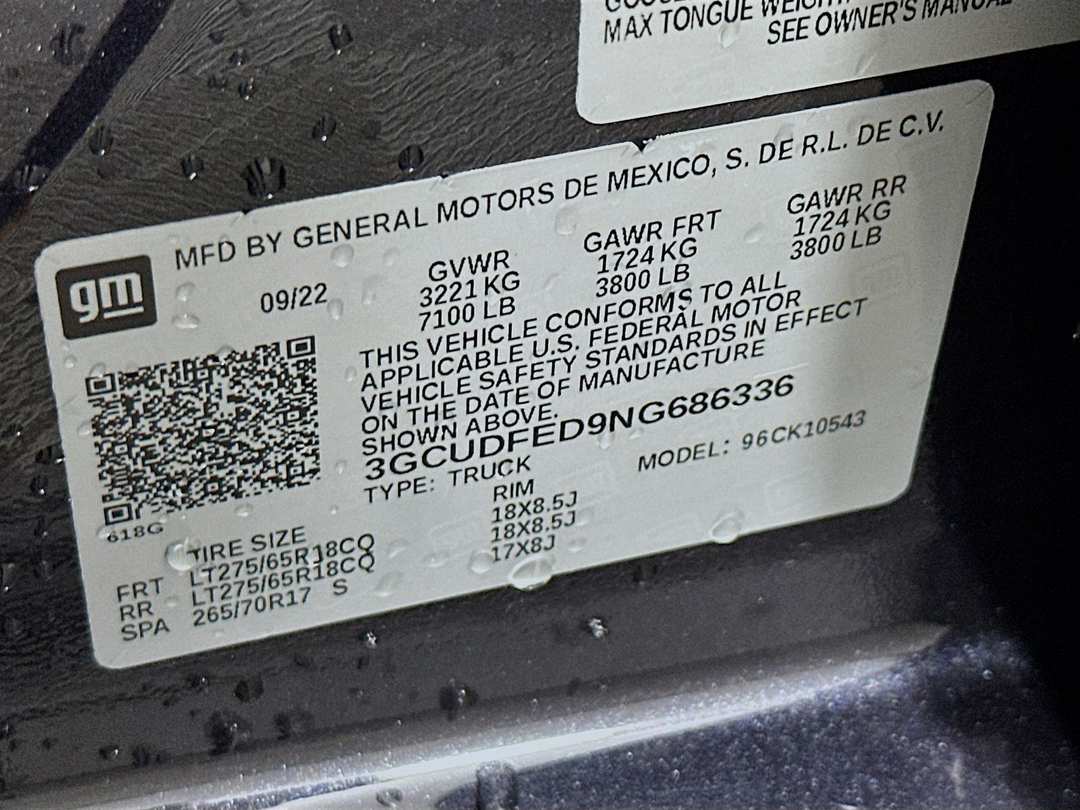 MAX TONGUE WEIGHT
SEE OWNER'S MANUAL
MFD BY GENERAL MOTORS DE MEXICO, S. DE R.L. DE C.V.
gm
09/22
GVWR
3221 KG
7100 LB
GAWR FRT
1724 KG
3800 LB
GAWR RR
1724 KG
3800 LB
THIS VEHICLE CONFORMS TO ALL
APPLICABLE U.S. FEDERAL MOTOR
VEHICLE SAFETY STANDARDS IN EFFECT
ON THE DATE OF MANUFACTURE
SHOWN ABOVE.
3GCUDFED9NG686336
TYPE: TRUCK MODEL: 96CK10543
618G
TIRE SIZE RIM
FRT LT275/65R18CQ 18X8.5J
RR LT275/65R18CQ 18X8.5J
SPA 265/70R17 S 17X8J